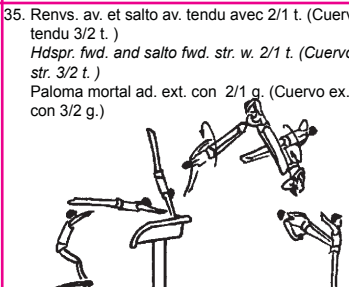 35. Renvs. av. et salto av. tendu avec 2/1 t. (Cuerv
tendu 3/2 t. )
Hdspr. fwd. and salto fwd. str. w. 2/1 t. (Cuervo
str. 3/2 t. )
Paloma mortal ad. ext. con 2/1 g. (Cuervo ex.
con 3/2 g.)